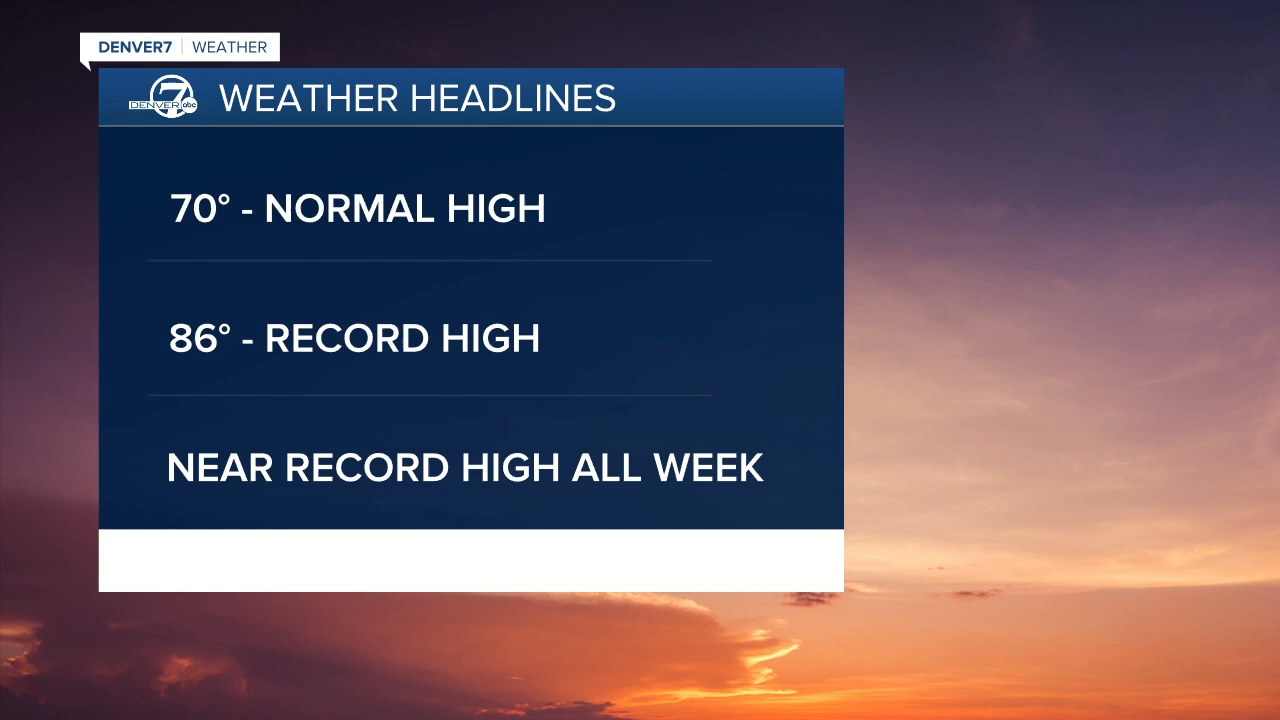 DENVER7 | WEATHER
7
DENVER abc
WEATHER HEADLINES
70° - NORMAL HIGH
86° - RECORD HIGH
NEAR RECORD HIGH ALL WEEK